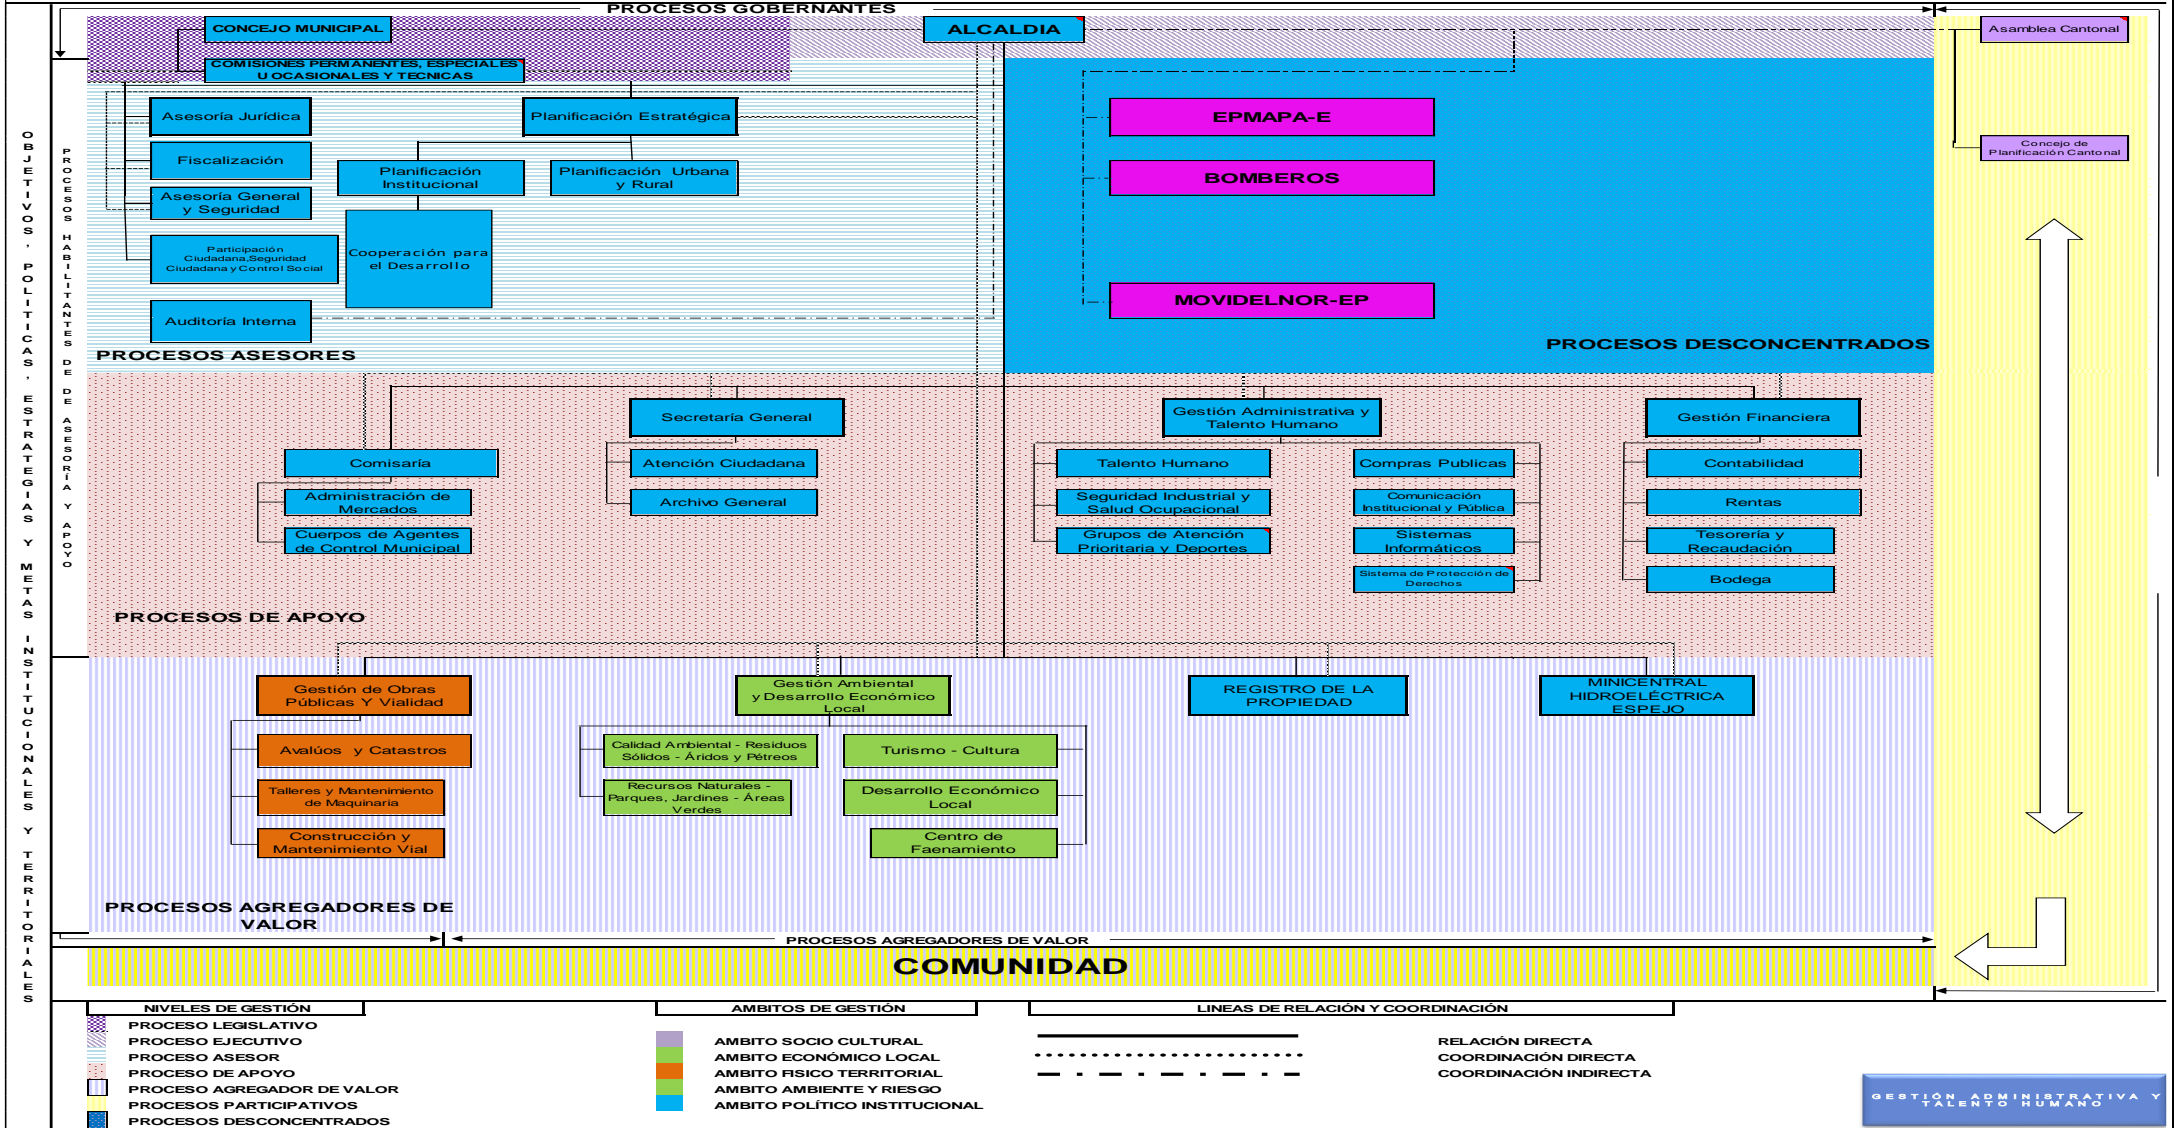 PROCESOS GOBERNANTES
CONCEJO MUNICIPAL
ALCALDIA
Asamblea Cantonal
COMISIONES PERMANENTES, ESPECIALES
U OCASIONALES Y TECNICAS
Asesoría Jurídica
Planificación Estratégica
EPMAPA-E
Concejo de
Planificación Cantonal
Fiscalización
Planificación
Institucional
Planificación Urbana
y Rural
BOMBEROS
Asesoría General
y Seguridad
Participación
Ciudadana,Seguridad
Ciudadana y Control Social
Cooperación para
el Desarrollo
MOVIDELNOR-EP
Auditoría Interna
PROCESOS ASESORES
PROCESOS DESCONCENTRADOS
OBJETIVOS, POLITICAS, ESTRATEGIAS Y METAS INSTITUCIONALES Y TERRITORIALES
PROCESOS HABILITANTES DE DE ASESORÍA Y APOYO
Secretaría General
Gestión Administrativa y
Talento Humano
Gestión Financiera
Comisaría
Atención Ciudadana
Talento Humano
Compras Publicas
Contabilidad
Administración de
Mercados
Archivo General
Seguridad Industrial y
Salud Ocupacional
Comunicación
Institucional y Pública
Rentas
Cuerpos de Agentes
de Control Municipal
Grupos de Atención
Prioritaria y Deportes
Sistemas
Informáticos
Tesorería y
Recaudación
Sistema de Protección de
Derechos
Bodega
PROCESOS DE APOYO
Gestión de Obras
Públicas Y Vialidad
Gestión Ambiental
y Desarrollo Económico
Local
REGISTRO DE LA
PROPIEDAD
MINICENTRAL
HIDROELÉCTRICA
ESPEJO
Avalúos y Catastros
Calidad Ambiental - Residuos
Sólidos - Áridos y Pétreos
Turismo - Cultura
Talleres y Mantenimiento
de Maquinaria
Recursos Naturales -
Parques, Jardines - Áreas
Verdes
Desarrollo Económico
Local
Construcción y
Mantenimiento Vial
Centro de
Faenamiento
PROCESOS AGREGADORES DE
VALOR
PROCESOS AGREGADORES DE VALOR
COMUNIDAD
NIVELES DE GESTIÓN
PROCESO LEGISLATIVO
PROCESO EJECUTIVO
PROCESO ASESOR
PROCESO DE APOYO
PROCESO AGREGADOR DE VALOR
PROCESOS PARTICIPATIVOS
PROCESOS DESCONCENTRADOS
AMBITOS DE GESTIÓN
AMBITO SOCIO CULTURAL
AMBITO ECONÓMICO LOCAL
AMBITO FISICO TERRITORIAL
AMBITO AMBIENTE Y RIESGO
AMBITO POLÍTICO INSTITUCIONAL
LINEAS DE RELACIÓN Y COORDINACIÓN
RELACIÓN DIRECTA
COORDINACIÓN DIRECTA
COORDINACIÓN INDIRECTA
GESTIÓN ADMINISTRATIVA Y
TALENTO HUMANO